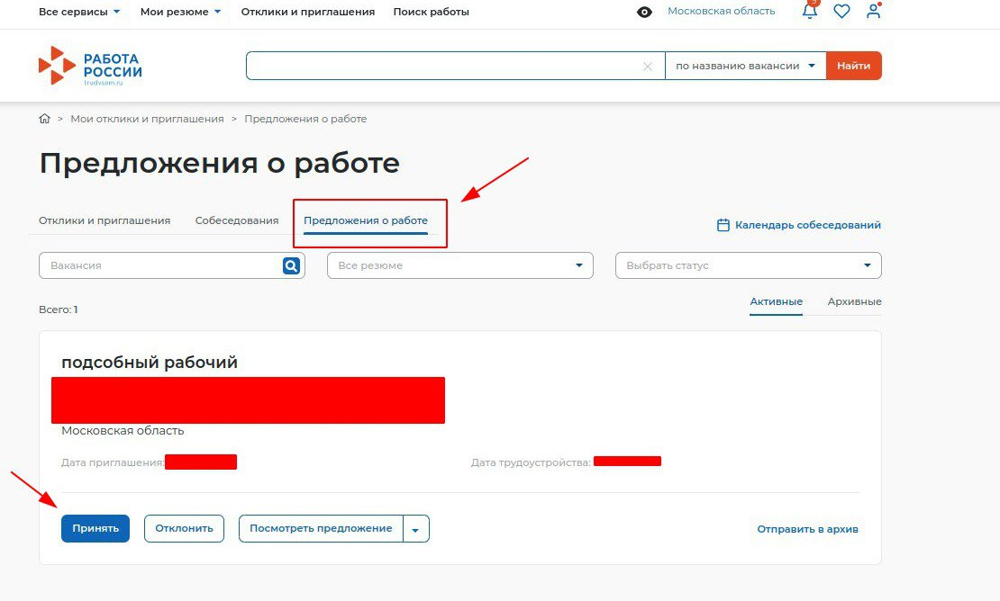 Все сервисы Мои резюме Отклики и приглашения Поиск работы Московская область 9
РАБОТА
РОССИИ
trudvsem.ru
по названию вакансии Найти
> Мои отклики и приглашения > Предложения о работе
Предложения о работе
Отклики и приглашения Собеседования Предложения о работе Календарь собеседований
Вакансия Все резюме Выбрать статус
Активные Архивные
Всего: 1
подсобный рабочий
Московская область
Дата приглашения: Дата трудоустройства:
Принять Отклонить Посмотреть предложение Отправить в архив